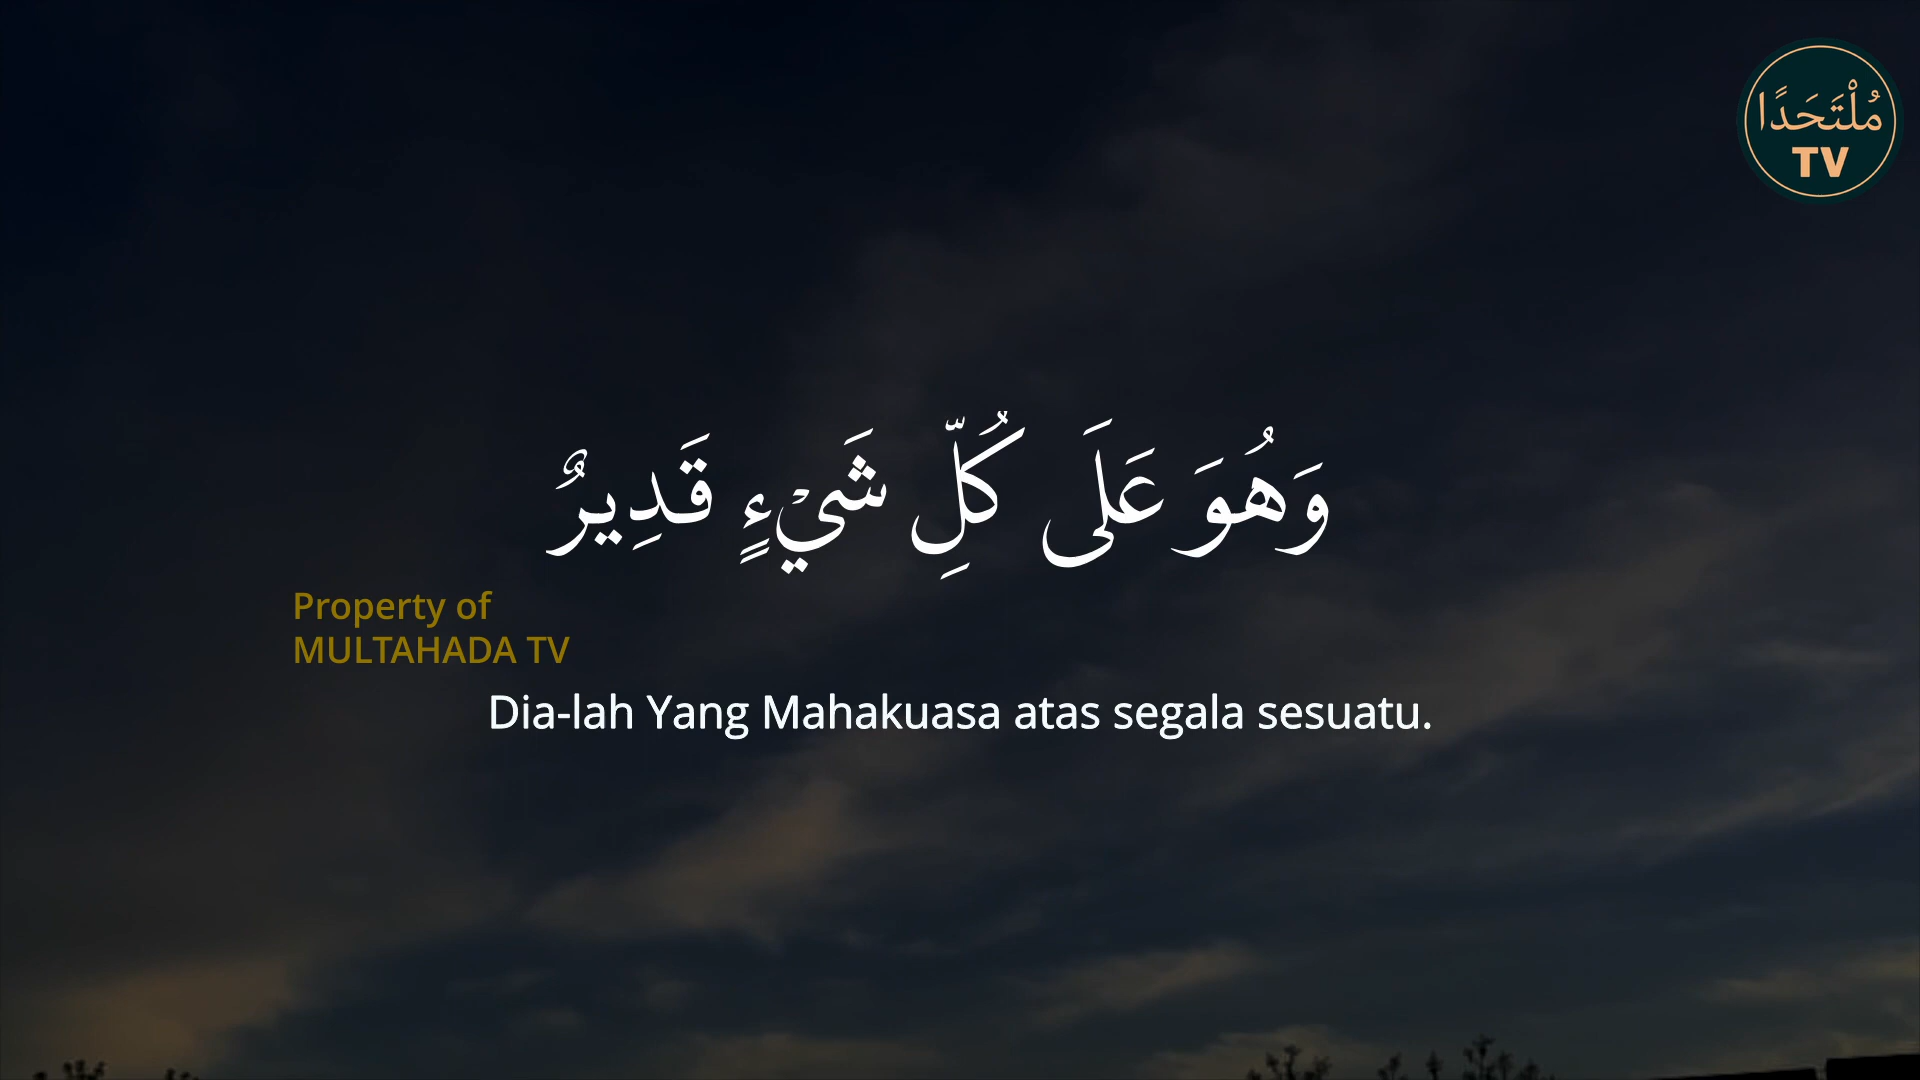 مُلْتَحَدًا
TV
وَهُوَ عَلَى كُلِّ شَيْءٍ قَدِيرٌ
Property of
MULTAHADA TV
Dia-lah Yang Mahakuasa atas segala sesuatu.